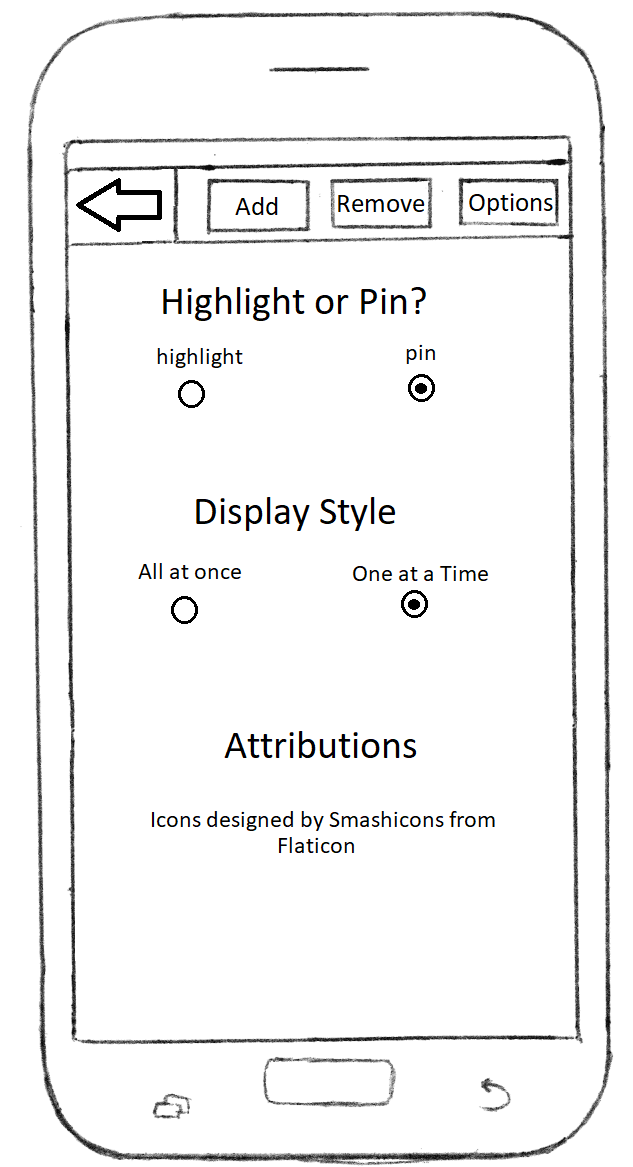 Add
Remove
Options
Highlight or Pin?
highlight
pin
Display Style
All at once
One at a Time
Attributions
Icons designed by Smashicons from
Flaticon